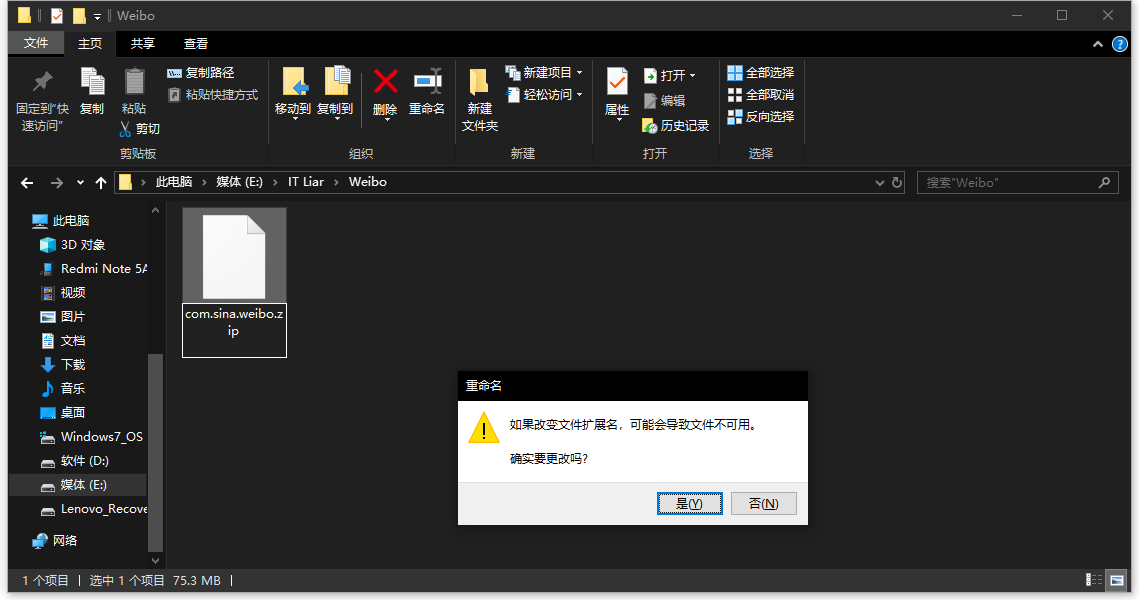 Weibo
文件
主页
共享
查看
固定到"快
速访问"
复制
粘贴
复制路径
粘贴快捷方式
剪切
剪贴板
移动到
复制到
删除
重命名
组织
新建
文件夹
新建项目
轻松访问
新建
属性
打开
编辑
历史记录
打开
全部选择
全部取消
反向选择
选择
此电脑 › 媒体 (E:) › IT Liar › Weibo
搜索"Weibo"
此电脑
3D 对象
Redmi Note 5A
视频
图片
文档
下载
音乐
桌面
Windows7_OS
软件 (D:)
媒体 (E:)
Lenovo_Recove
网络
com.sina.weibo.z
ip
重命名
如果改变文件扩展名，可能会导致文件不可用。
确实要更改吗?
是(Y)
否(N)
1 个项目
选中 1 个项目 75.3 MB